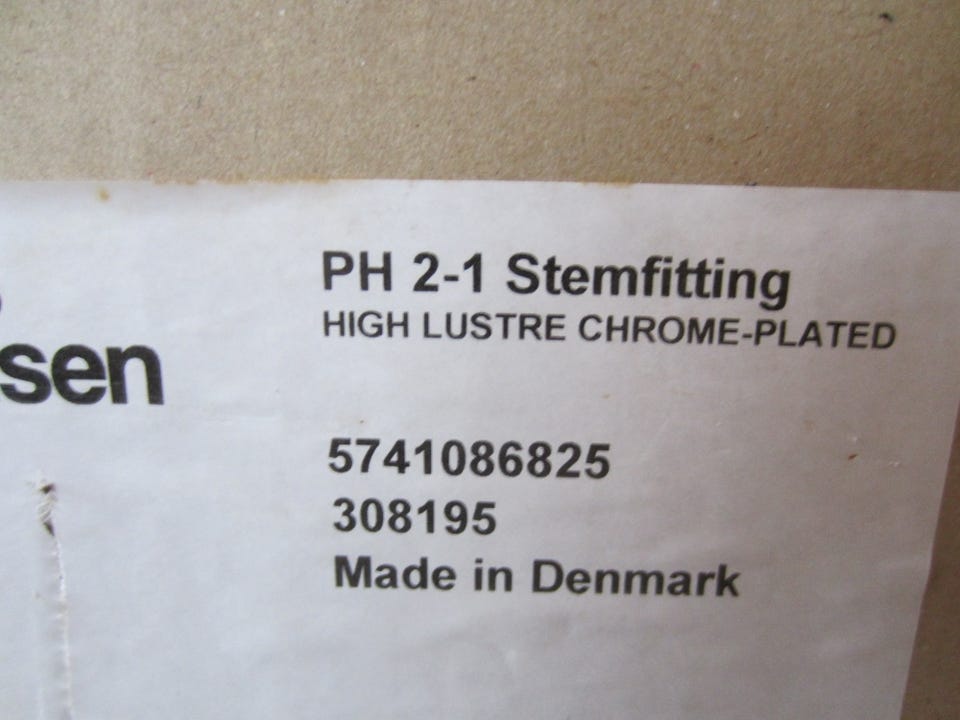 PH 2-1 Stemfitting
HIGH LUSTRE CHROME-PLATED
sen
5741086825
308195
Made in Denmark